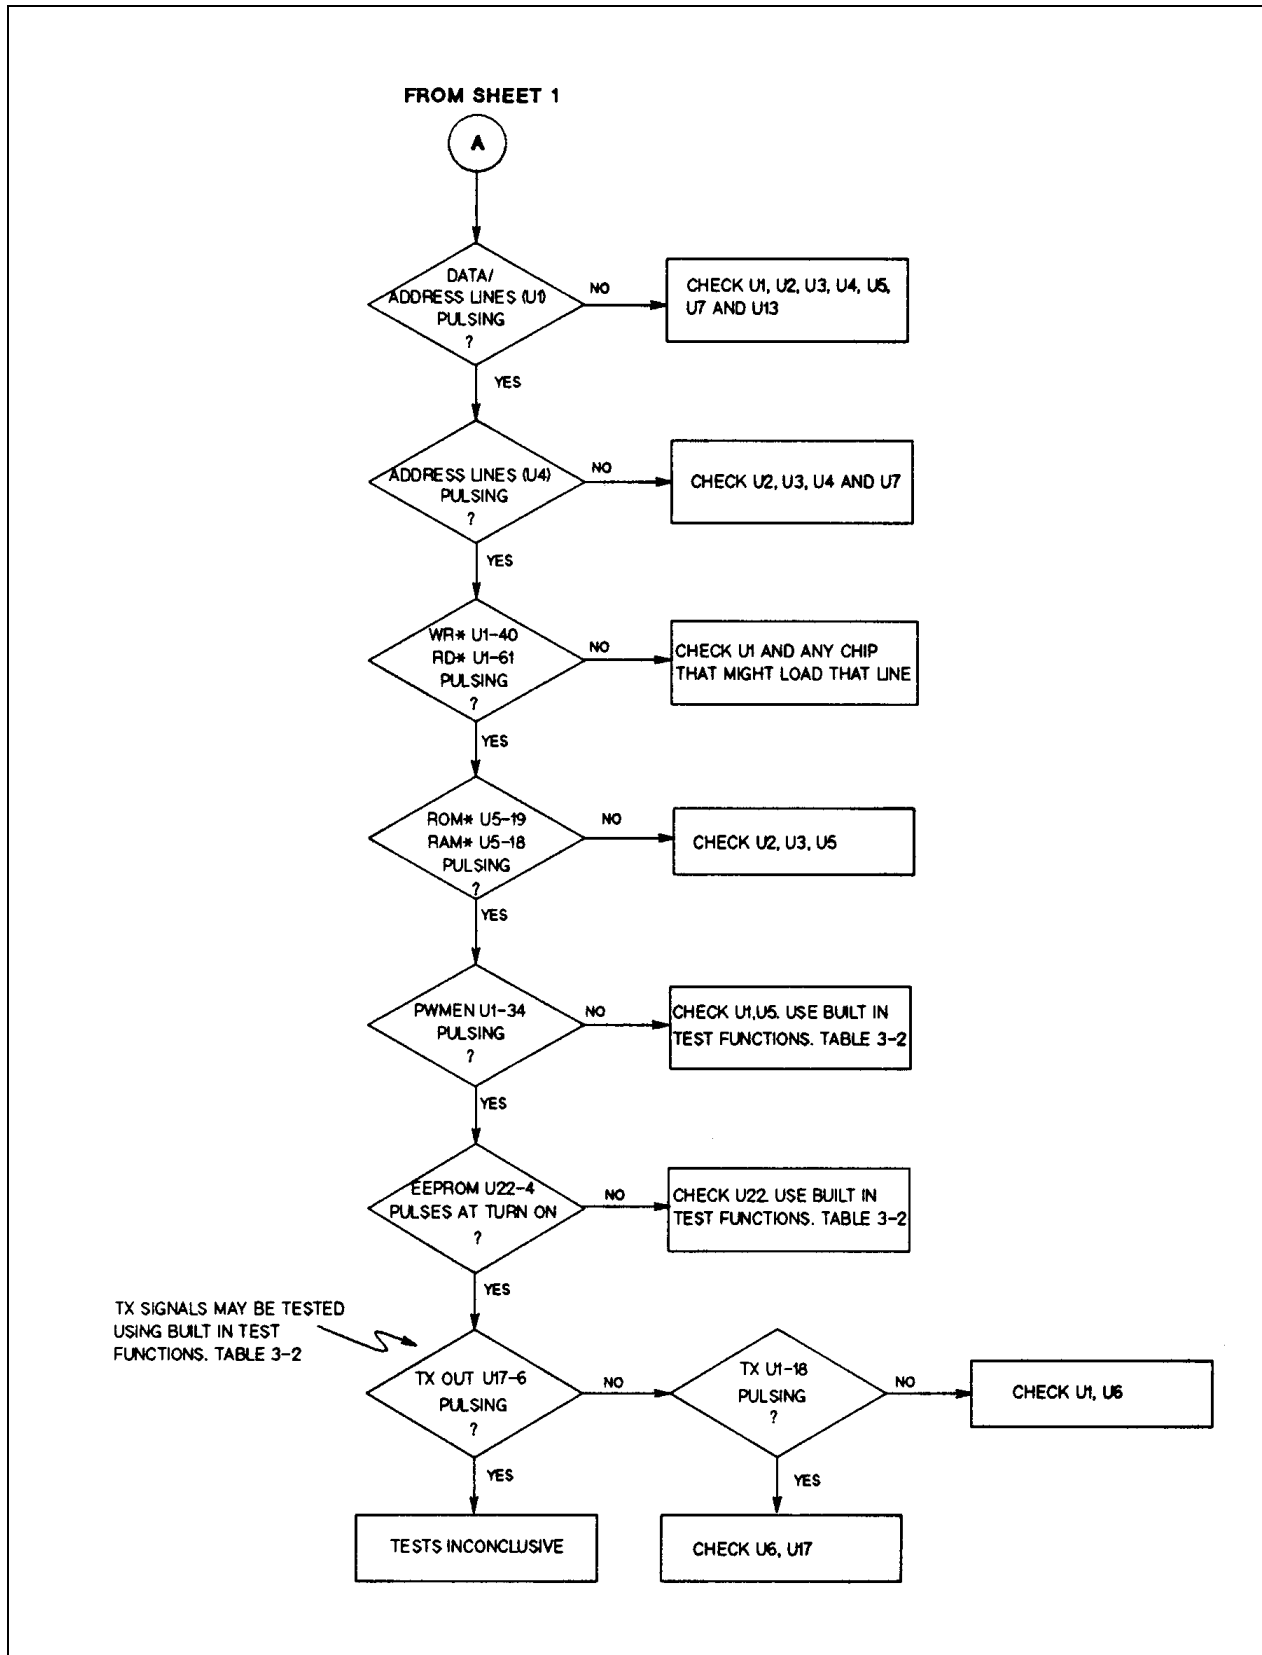 FROM SHEET 1
A
DATA/
ADDRESS LINES (U1)
PULSING
?
NO
CHECK U1, U2, U3, U4, U5,
U7 AND U13
YES
ADDRESS LINES (U4)
PULSING
?
NO
CHECK U2, U3, U4 AND U7
YES
WR* U1-40
RD* U1-61
PULSING
?
NO
CHECK U1 AND ANY CHIP
THAT MIGHT LOAD THAT LINE
YES
ROM* U5-19
RAM* U5-18
PULSING
?
NO
CHECK U2, U3, U5
YES
PWMEN U1-34
PULSING
?
NO
CHECK U1,U5. USE BUILT IN
TEST FUNCTIONS. TABLE 3-2
YES
EEPROM U22-4
PULSES AT TURN ON
?
NO
CHECK U22. USE BUILT IN
TEST FUNCTIONS. TABLE 3-2
YES
TX SIGNALS MAY BE TESTED
USING BUILT IN TEST
FUNCTIONS. TABLE 3-2
TX OUT U17-6
PULSING
?
NO
TX U1-18
PULSING
?
NO
CHECK U1, U6
YES
YES
TESTS INCONCLUSIVE
CHECK U6, U17